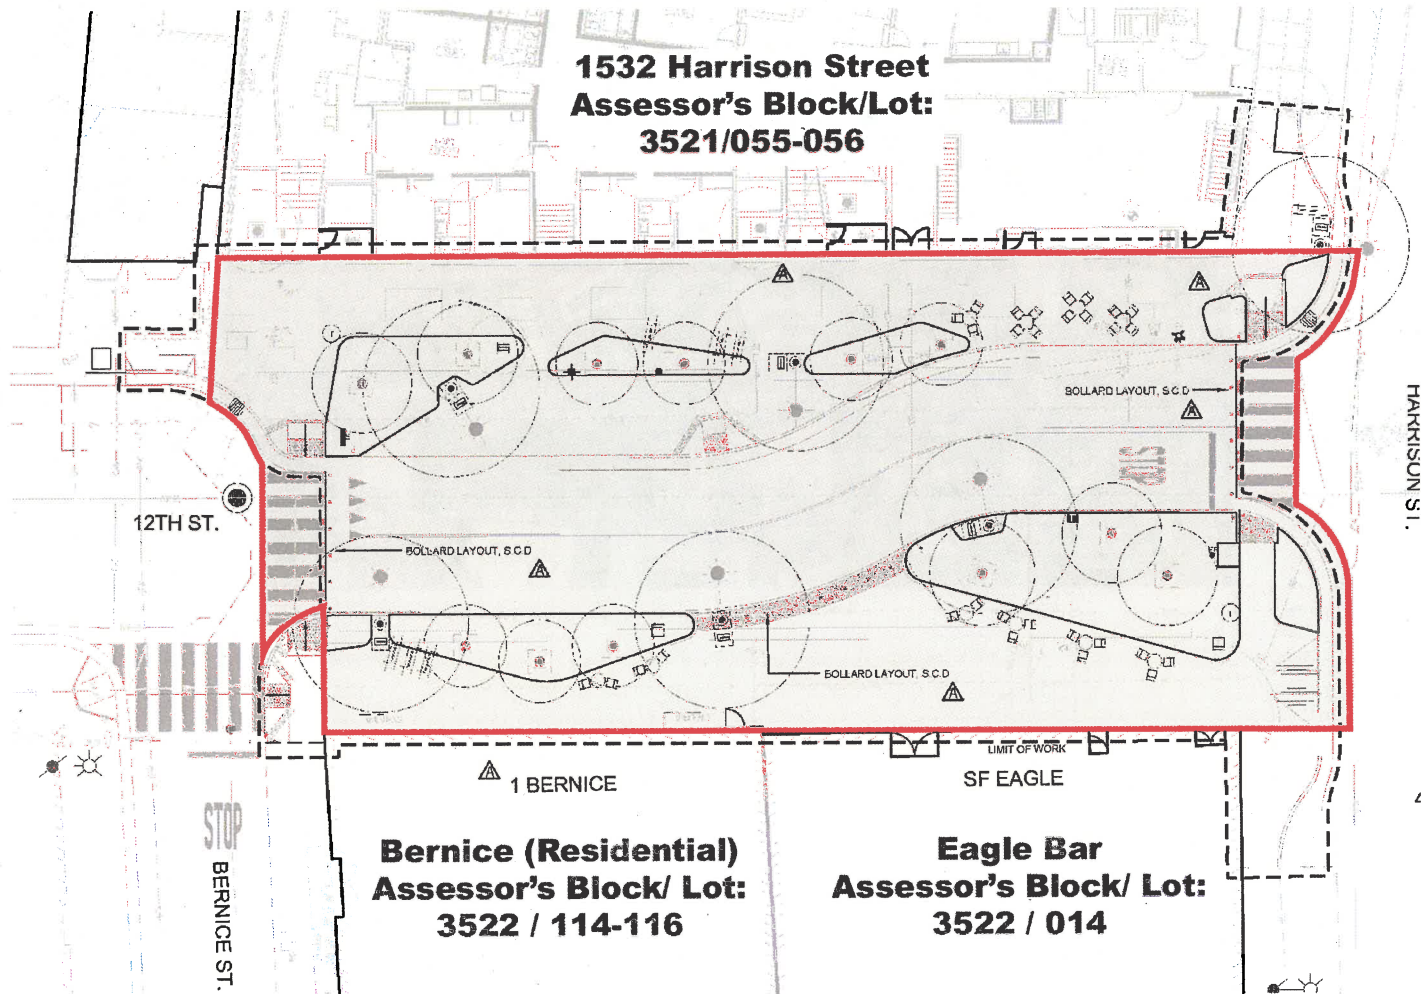 1532 Harrison Street
Assessor's Block/Lot:
3521/055-056
BOLLARD LAYOUT, S.C.D
HARRISON ST.
STOP
12TH ST.
BOLLARD LAYOUT, S.C.D
BOLLARD LAYOUT, S.C.D
LIMIT OF WORK
1 BERNICE
SF EAGLE
STOP
BERNICE ST.
Bernice (Residential)
Assessor's Block/ Lot:
3522 / 114-116
Eagle Bar
Assessor's Block/ Lot:
3522 / 014